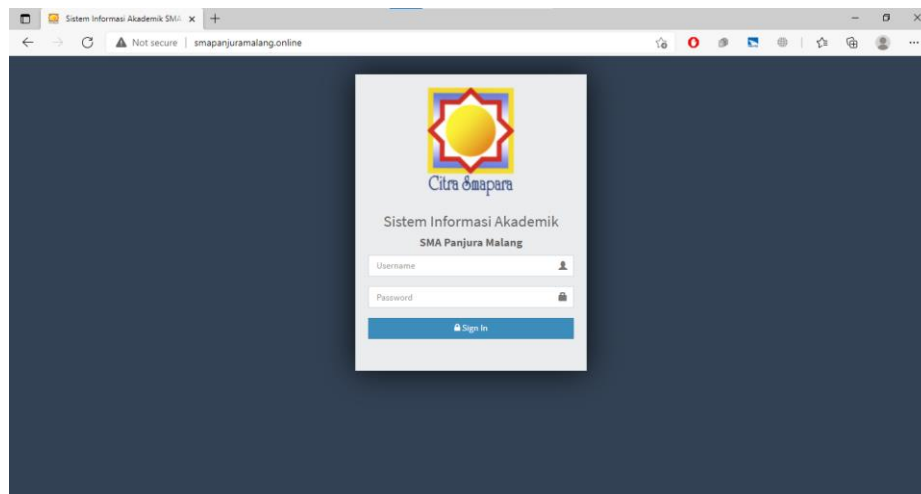 Sistem Informasi Akademik SMA
Not secure | smapanjuramalang.online
Citra Smapara
Sistem Informasi Akademik
SMA Panjura Malang
Username
Password
Sign In